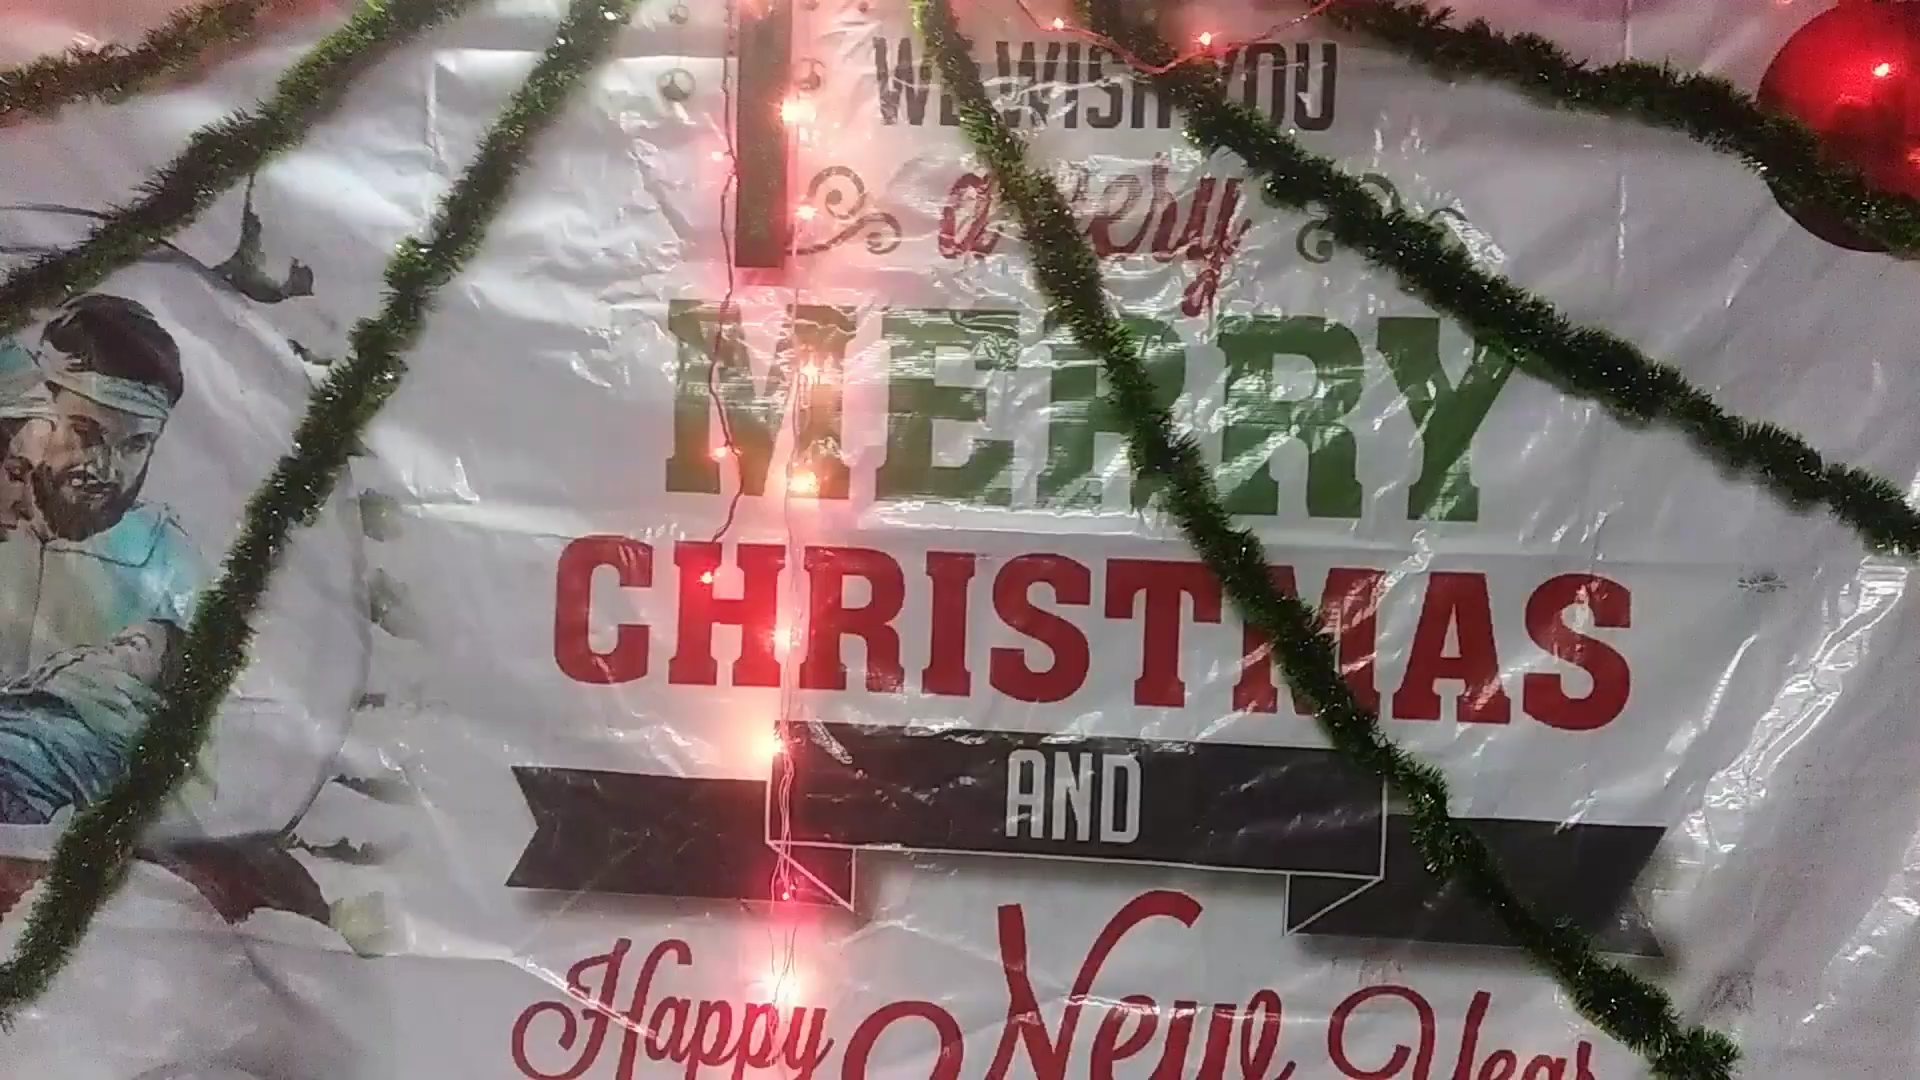 WE WISH YOU
a very
MERRY
CHRISTMAS
AND
Happy New Year